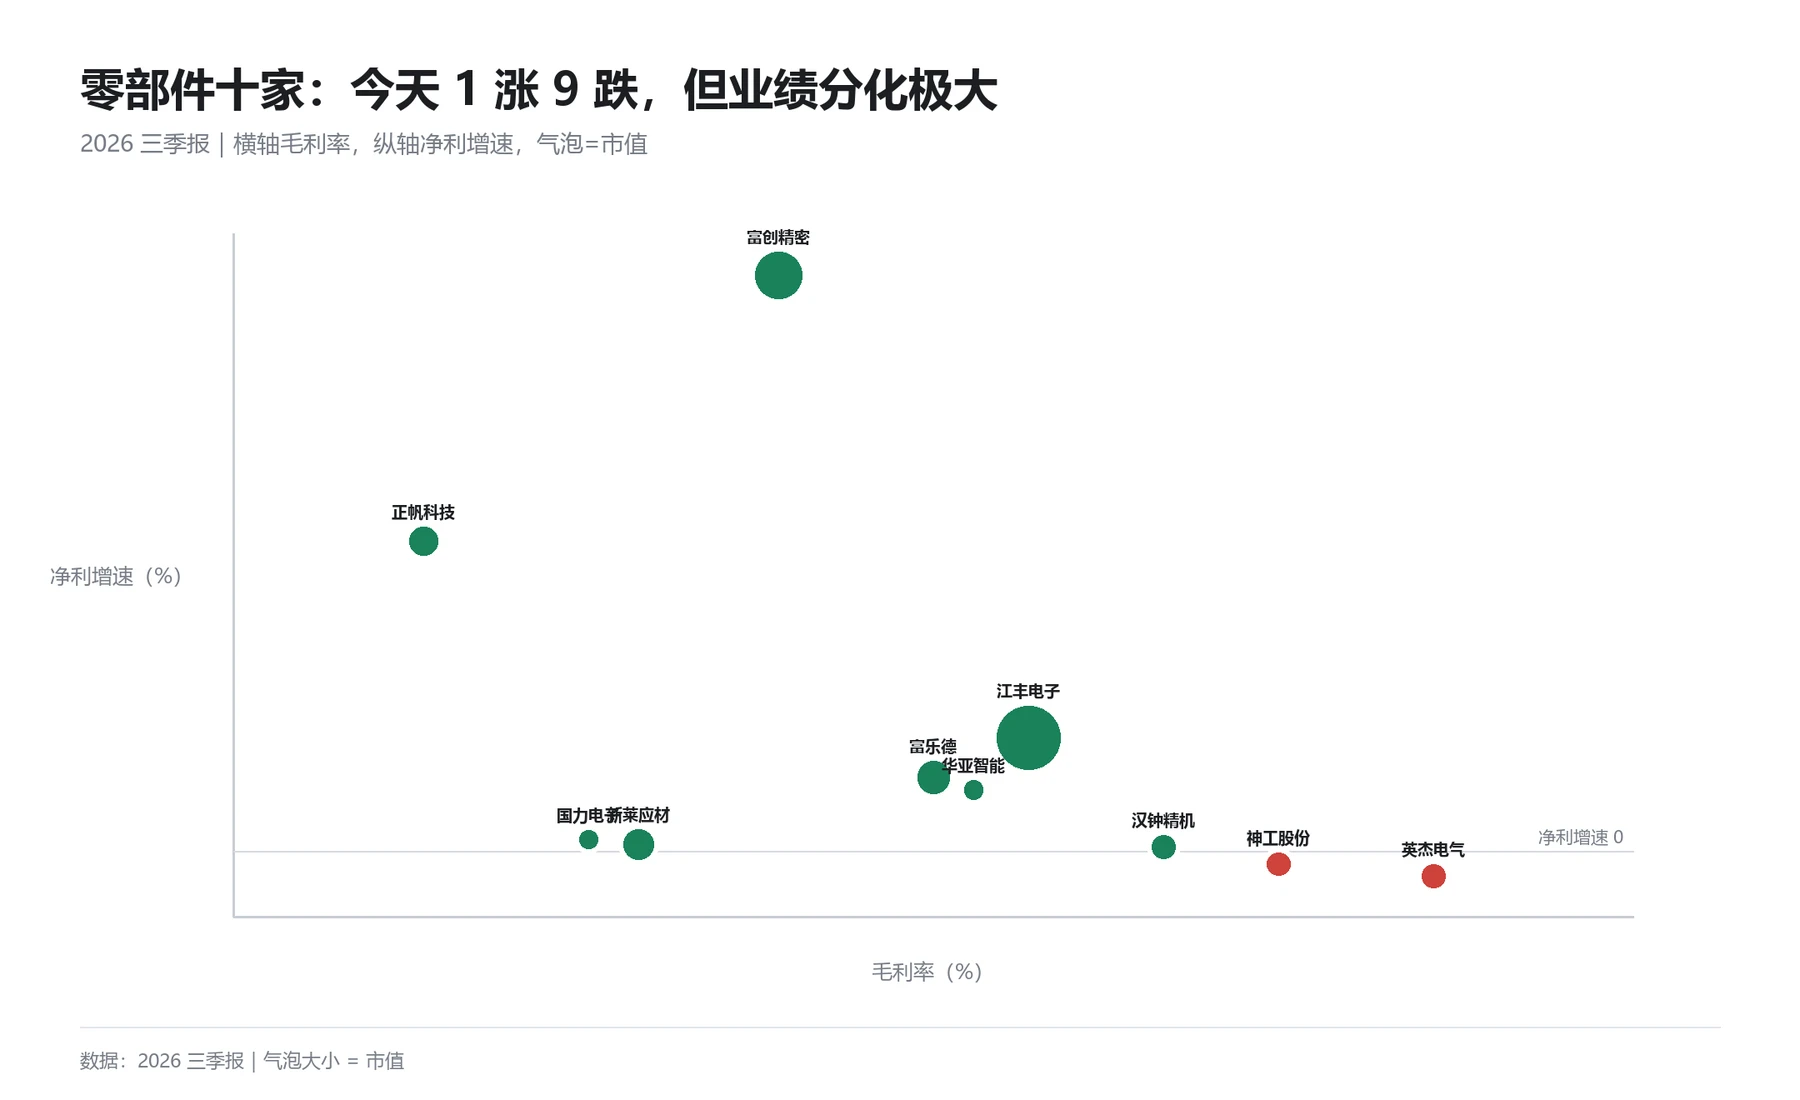 零部件十家：今天 1 涨 9 跌，但业绩分化极大
2026 三季报 | 横轴毛利率，纵轴净利增速，气泡=市值
富创精密
正帆科技
净利增速（%）
江丰电子
富乐德
华亚智能
国力电子
新莱应材
汉钟精机
神工股份
英杰电气
净利增速 0
毛利率（%）
数据：2026 三季报 | 气泡大小 = 市值